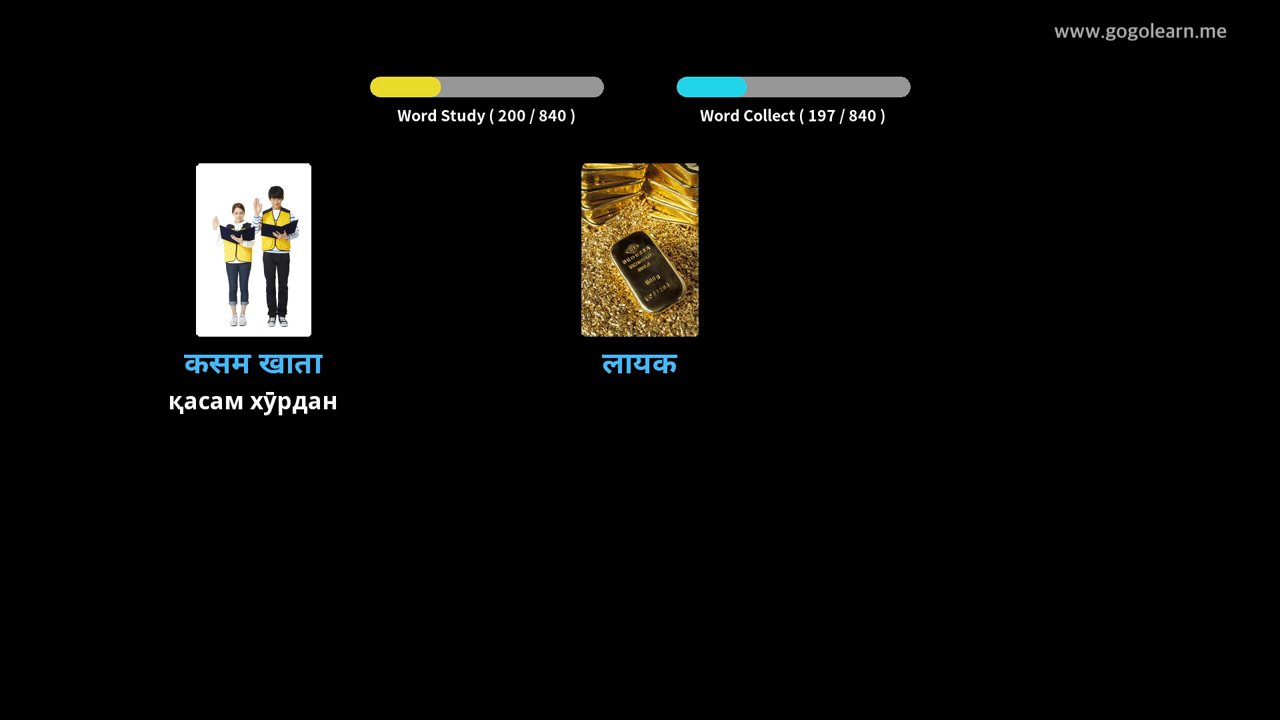 www.gogolearn.me
Word Study ( 200 / 840 )
Word Collect ( 197 / 840 )
कसम खाता
लायक
қасам хӯрдан